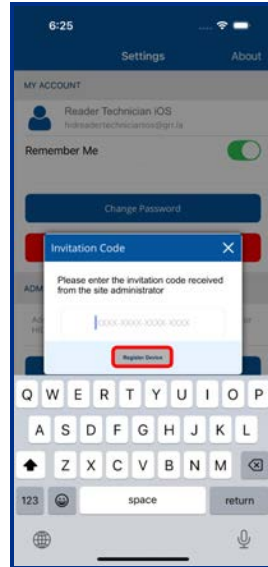 6:25
Settings
About
MY ACCOUNT
Reader Technician iOS
Remember Me
Change Password
Invitation Code
Please enter the invitation code received
from the site administrator
XXXX-XXXX-XXXX-XXXX
Register Device
ADM
Q W E R T Y U I O P
A S D F G H J K L
Z X C V B N M
123 space return